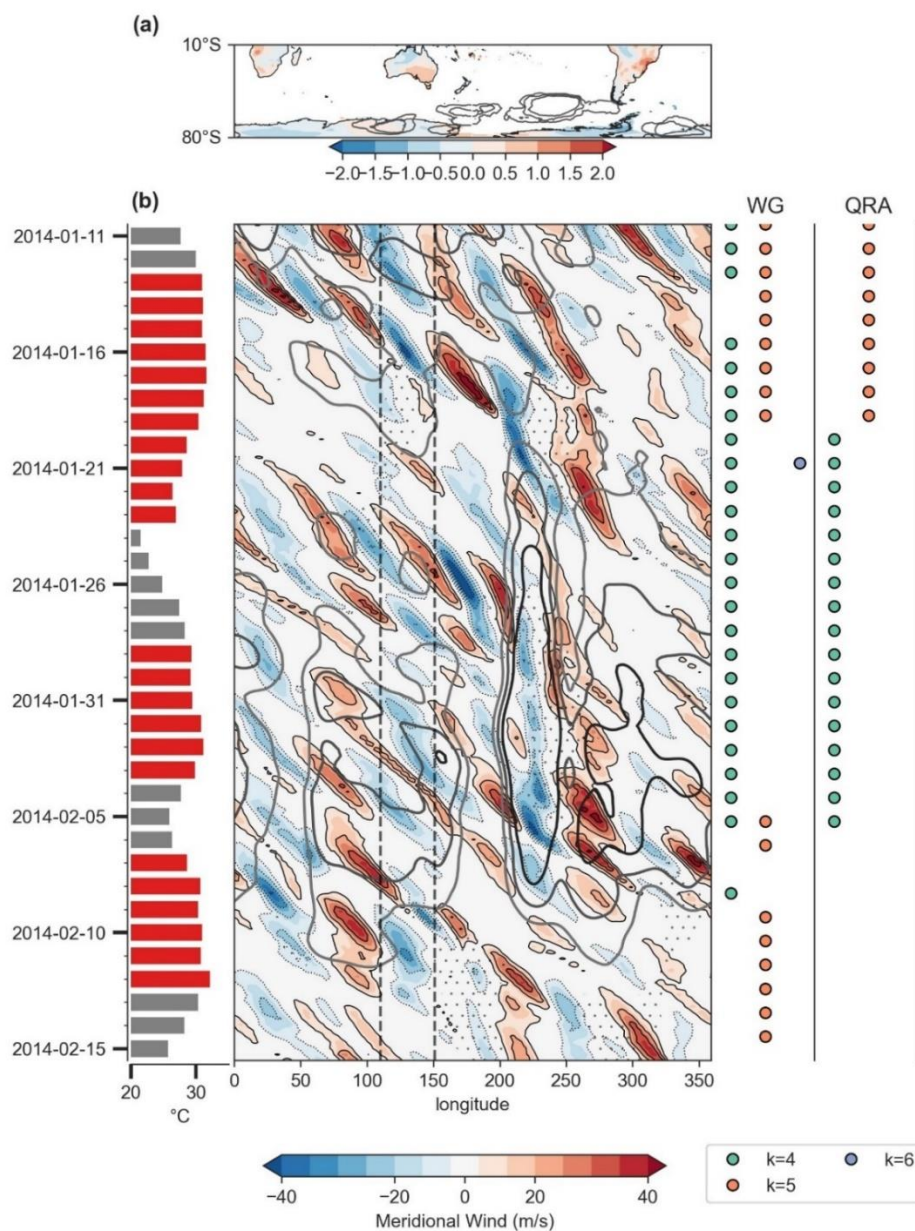 (a)
10°S
80°S
−2.0−1.5−1.0−0.5 0.0 0.5 1.0 1.5 2.0
(b)
WG QRA
2014-01-11
2014-01-16
2014-01-21
2014-01-26
2014-01-31
2014-02-05
2014-02-10
2014-02-15
20 30
°C
0 50 100 150 200 250 300 350
longitude
−40 −20 0 20 40
Meridional Wind (m/s)
k=4 k=6
k=5